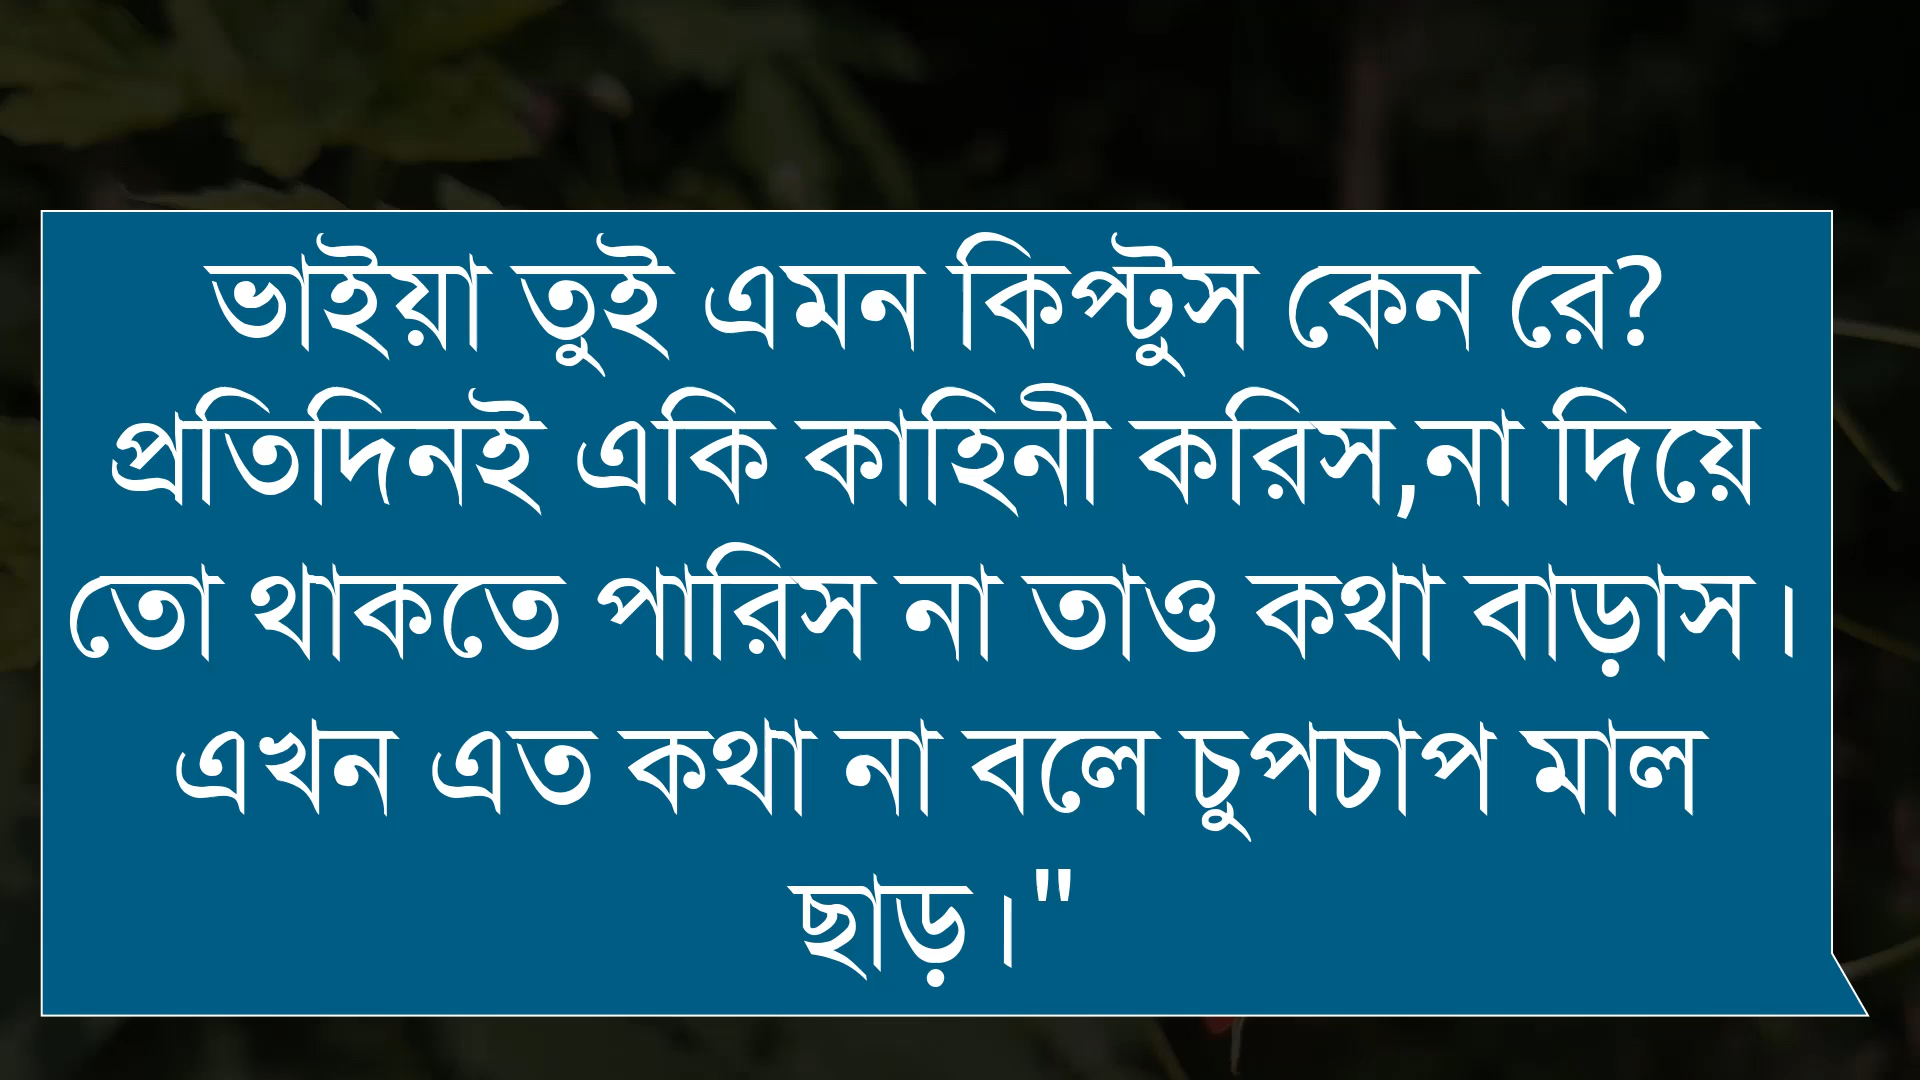 ভাইয়া তুই এমন কিপ্টুস কেন রে?
প্রতিদিনই একি কাহিনী করিস,না দিয়ে
তো থাকতে পারিস না তাও কথা বাড়াস।
এখন এত কথা না বলে চুপচাপ মাল
ছাড়।"